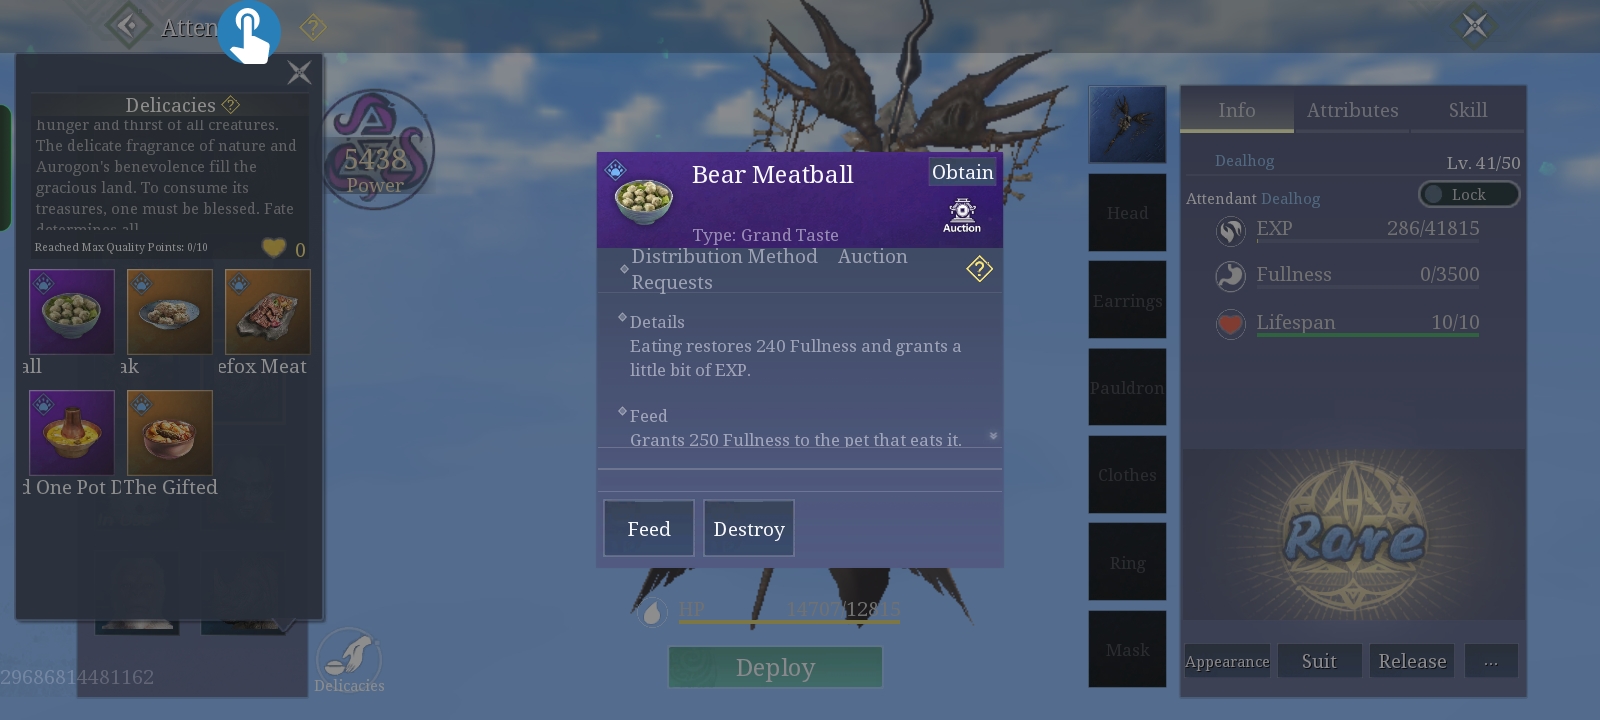 Atten
Delicacies
hunger and thirst of all creatures.
The delicate fragrance of nature and
Aurogon's benevolence fill the
gracious land. To consume its
treasures, one must be blessed. Fate
determines all
Reached Max Quality Points: 0/10
0
all
ak
efox Meat
d One Pot D
The Gifted
29686814481162
5438
Power
Delicacies
Bear Meatball
Obtain
Auction
Type: Grand Taste
Distribution Method Auction
Requests
Details
Eating restores 240 Fullness and grants a
little bit of EXP.
Feed
Grants 250 Fullness to the pet that eats it.
Feed
Destroy
HP 14707/12815
Deploy
Head
Earrings
Pauldron
Clothes
Ring
Mask
Info
Attributes
Skill
Dealhog
Lv. 41/50
Attendant Dealhog
Lock
EXP 286/41815
Fullness 0/3500
Lifespan 10/10
Rare
Appearance
Suit
Release
...